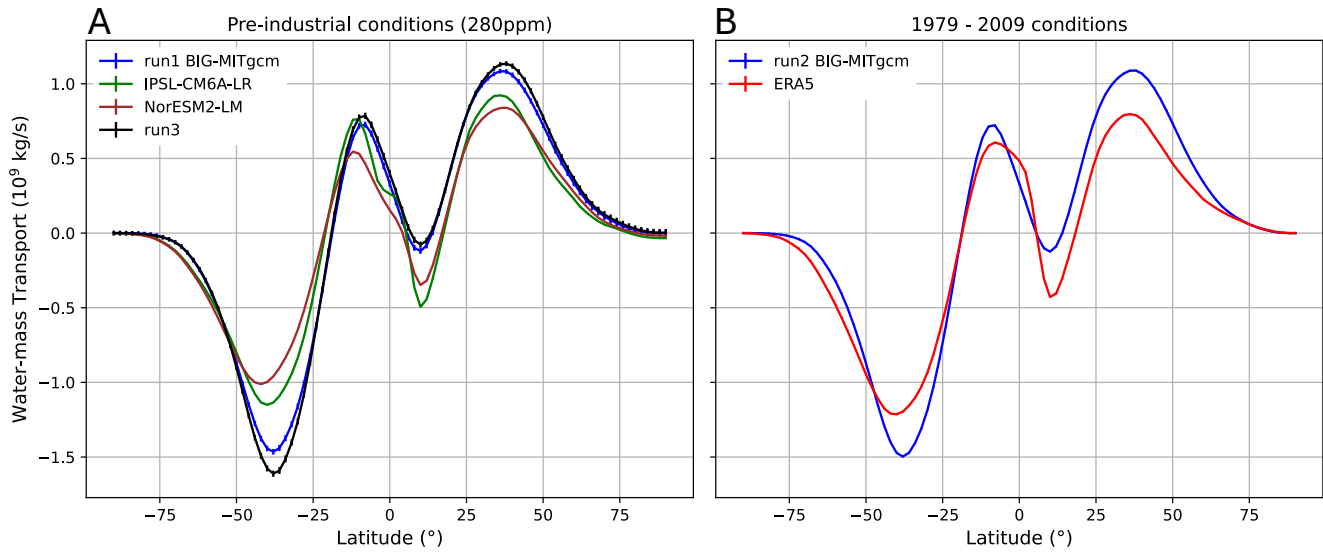 A
Pre-industrial conditions (280ppm)
run1 BIG-MITgcm
IPSL-CM6A-LR
NorESM2-LM
run3
Water-mass Transport (10⁹ kg/s)
1.0
0.5
0.0
−0.5
−1.0
−1.5
−75 −50 −25 0 25 50 75
Latitude (°)
B
1979 - 2009 conditions
run2 BIG-MITgcm
ERA5
−75 −50 −25 0 25 50 75
Latitude (°)